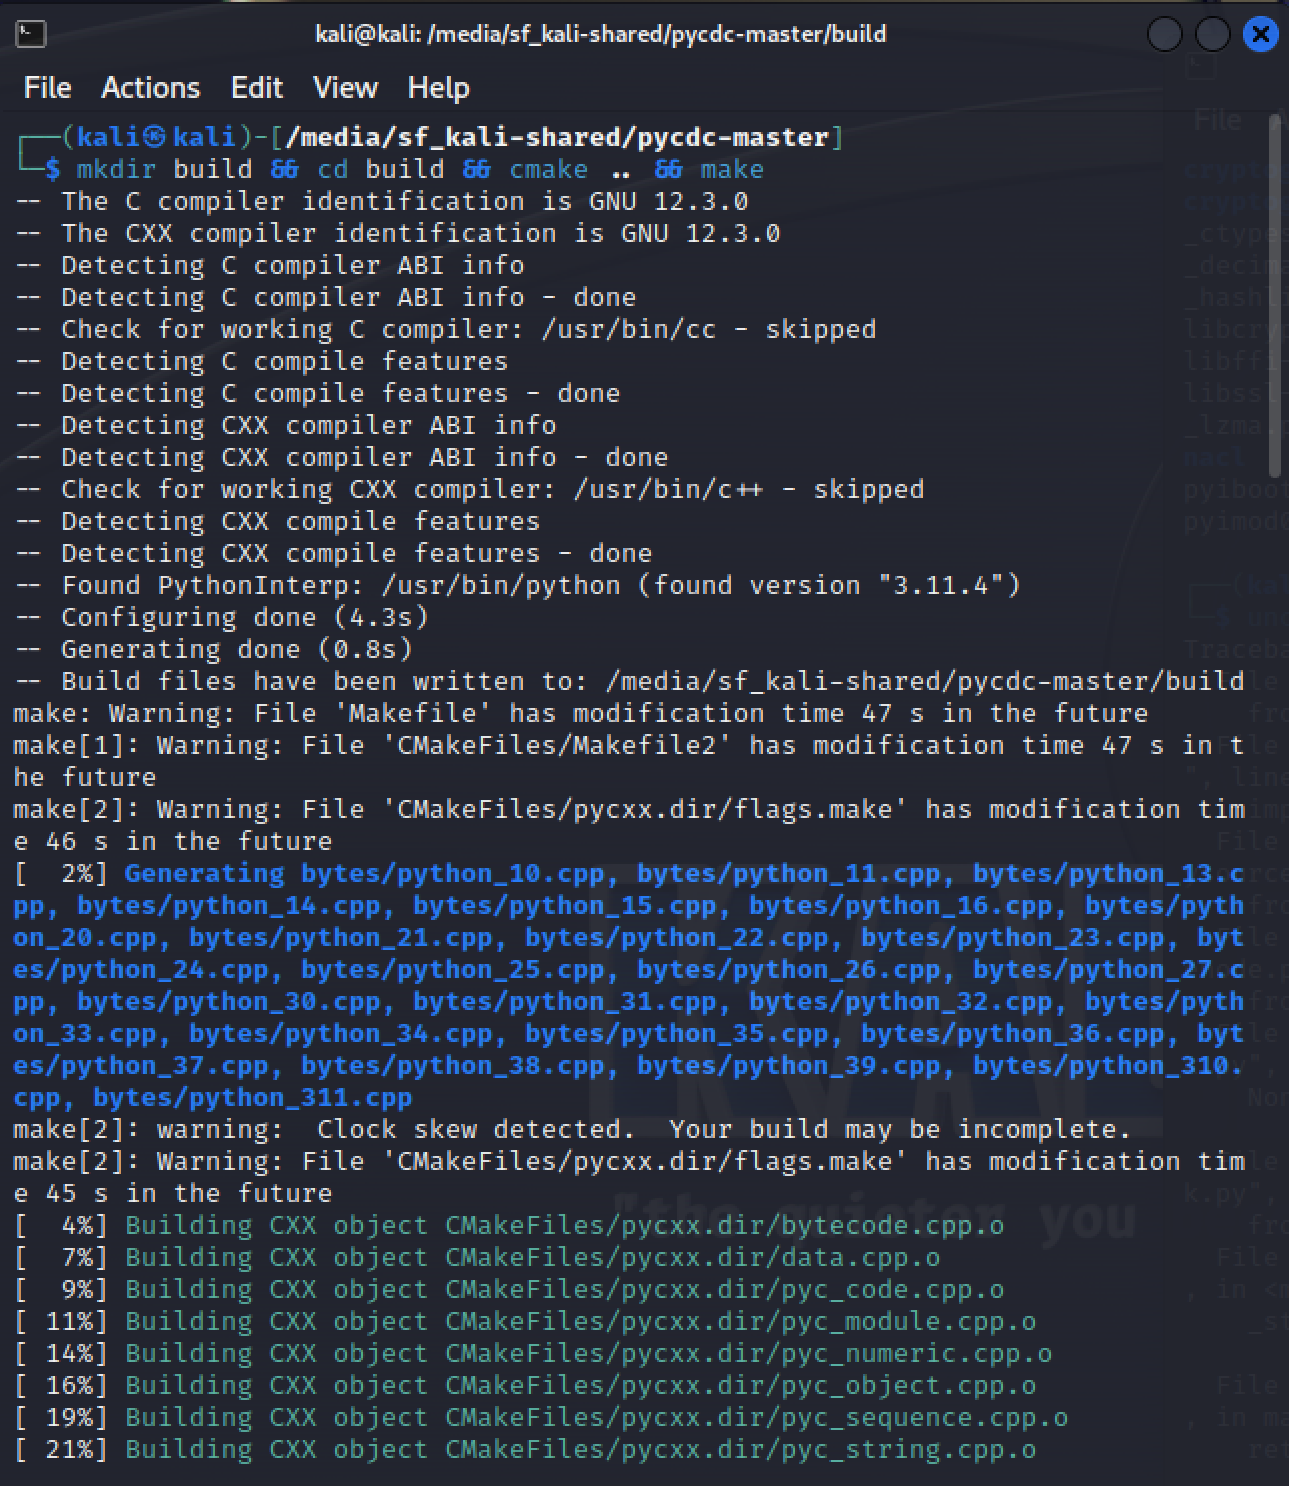 kali@kali: /media/sf_kali-shared/pycdc-master/build
File Actions Edit View Help
┌──(kali㉿kali)-[/media/sf_kali-shared/pycdc-master]
└─$ mkdir build && cd build && cmake .. && make
-- The C compiler identification is GNU 12.3.0
-- The CXX compiler identification is GNU 12.3.0
-- Detecting C compiler ABI info
-- Detecting C compiler ABI info - done
-- Check for working C compiler: /usr/bin/cc - skipped
-- Detecting C compile features
-- Detecting C compile features - done
-- Detecting CXX compiler ABI info
-- Detecting CXX compiler ABI info - done
-- Check for working CXX compiler: /usr/bin/c++ - skipped
-- Detecting CXX compile features
-- Detecting CXX compile features - done
-- Found PythonInterp: /usr/bin/python (found version "3.11.4")
-- Configuring done (4.3s)
-- Generating done (0.8s)
-- Build files have been written to: /media/sf_kali-shared/pycdc-master/build
make: Warning: File 'Makefile' has modification time 47 s in the future
make[1]: Warning: File 'CMakeFiles/Makefile2' has modification time 47 s in t
he future
make[2]: Warning: File 'CMakeFiles/pycxx.dir/flags.make' has modification tim
e 46 s in the future
[  2%] Generating bytes/python_10.cpp, bytes/python_11.cpp, bytes/python_13.c
pp, bytes/python_14.cpp, bytes/python_15.cpp, bytes/python_16.cpp, bytes/pyth
on_20.cpp, bytes/python_21.cpp, bytes/python_22.cpp, bytes/python_23.cpp, byt
es/python_24.cpp, bytes/python_25.cpp, bytes/python_26.cpp, bytes/python_27.c
pp, bytes/python_30.cpp, bytes/python_31.cpp, bytes/python_32.cpp, bytes/pyth
on_33.cpp, bytes/python_34.cpp, bytes/python_35.cpp, bytes/python_36.cpp, byt
es/python_37.cpp, bytes/python_38.cpp, bytes/python_39.cpp, bytes/python_310.
cpp, bytes/python_311.cpp
make[2]: warning:  Clock skew detected.  Your build may be incomplete.
make[2]: Warning: File 'CMakeFiles/pycxx.dir/flags.make' has modification tim
e 45 s in the future
[  4%] Building CXX object CMakeFiles/pycxx.dir/bytecode.cpp.o
[  7%] Building CXX object CMakeFiles/pycxx.dir/data.cpp.o
[  9%] Building CXX object CMakeFiles/pycxx.dir/pyc_code.cpp.o
[ 11%] Building CXX object CMakeFiles/pycxx.dir/pyc_module.cpp.o
[ 14%] Building CXX object CMakeFiles/pycxx.dir/pyc_numeric.cpp.o
[ 16%] Building CXX object CMakeFiles/pycxx.dir/pyc_object.cpp.o
[ 19%] Building CXX object CMakeFiles/pycxx.dir/pyc_sequence.cpp.o
[ 21%] Building CXX object CMakeFiles/pycxx.dir/pyc_string.cpp.o